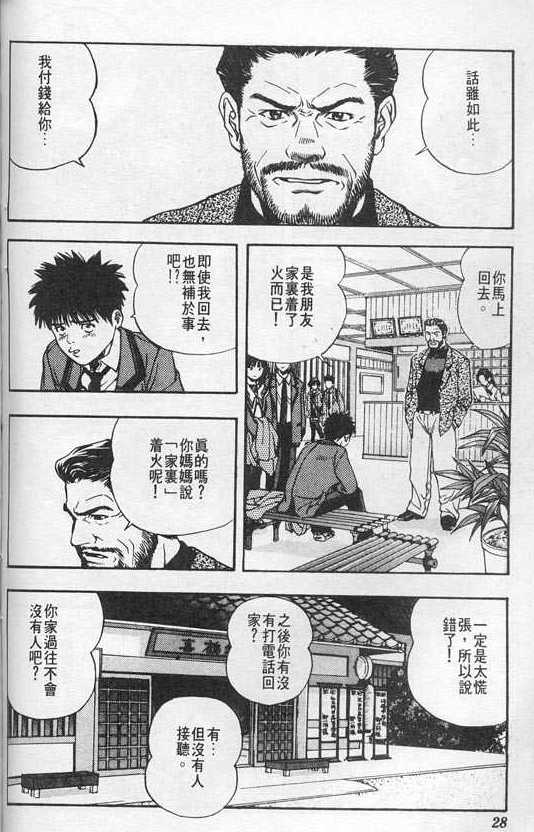 話雖如此…
我付錢給
你…
你馬上
回去。
是我朋友
家裏着了
火而已!
即使我回去,
也無補於事
吧!?
真的嗎?
你媽媽說
「家裏」
着火呢!
一定是太慌
張,所以說
錯了!
之後你有沒
有打電話回
家?
有…
但沒有人
接聽。
你家過往不會
沒有人吧?
28